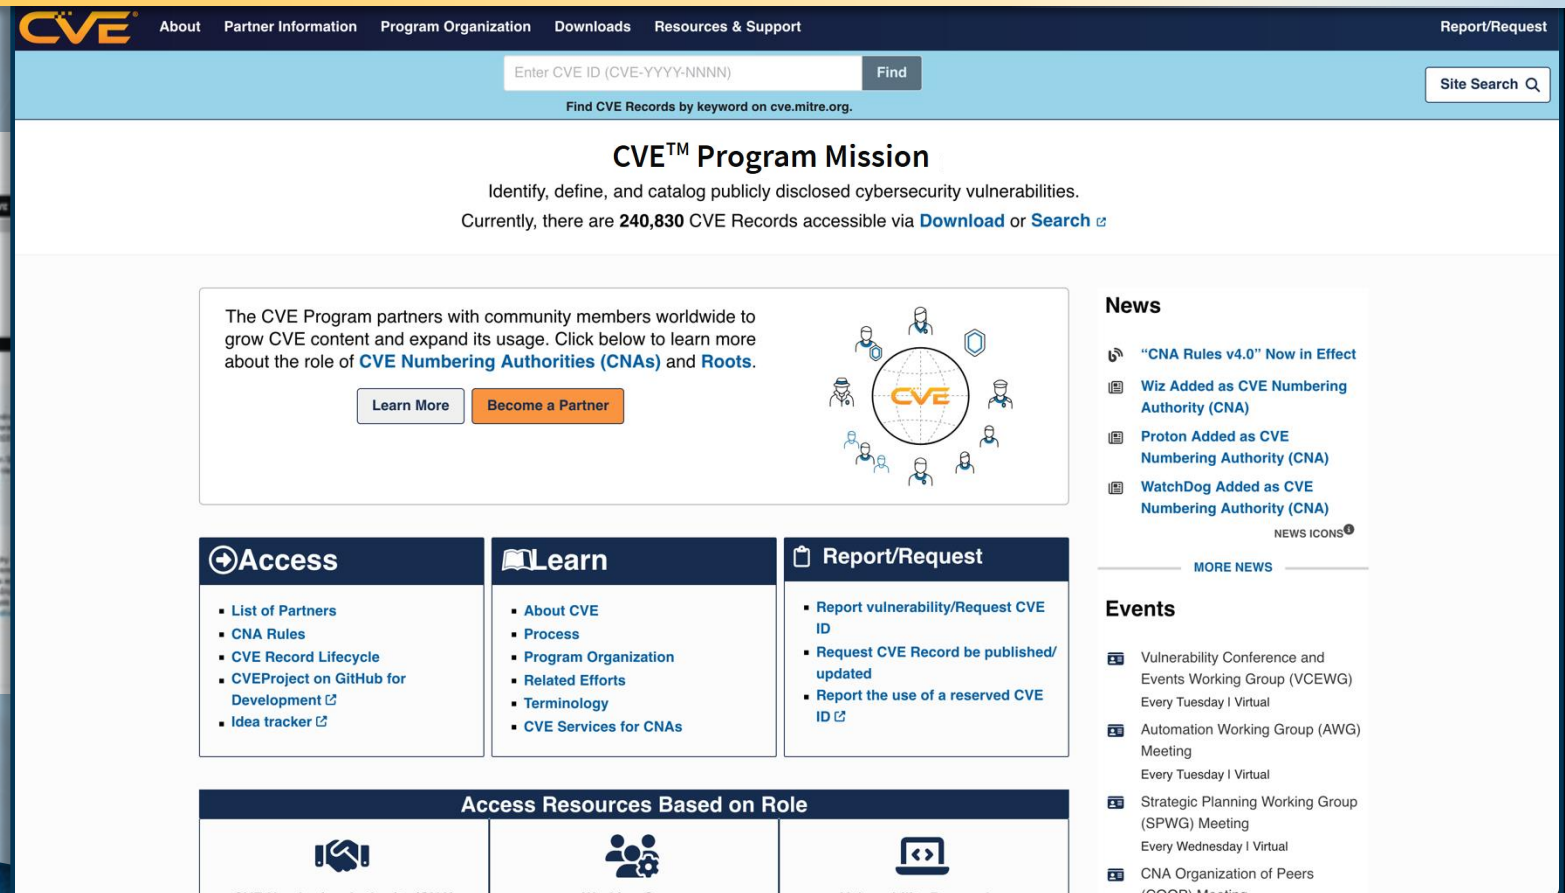 CVE®
About Partner Information Program Organization Downloads Resources & Support Report/Request
Enter CVE ID (CVE-YYYY-NNNN) Find
Site Search
Find CVE Records by keyword on cve.mitre.org.
CVE™ Program Mission
Identify, define, and catalog publicly disclosed cybersecurity vulnerabilities.
Currently, there are 240,830 CVE Records accessible via Download or Search
The CVE Program partners with community members worldwide to
grow CVE content and expand its usage. Click below to learn more
about the role of CVE Numbering Authorities (CNAs) and Roots.
Learn More Become a Partner
CVE
News
“CNA Rules v4.0” Now in Effect
Wiz Added as CVE Numbering
Authority (CNA)
Proton Added as CVE
Numbering Authority (CNA)
WatchDog Added as CVE
Numbering Authority (CNA)
NEWS ICONS
MORE NEWS
Access
List of Partners
CNA Rules
CVE Record Lifecycle
CVEProject on GitHub for
Development
Idea tracker
Learn
About CVE
Process
Program Organization
Related Efforts
Terminology
CVE Services for CNAs
Report/Request
Report vulnerability/Request CVE
ID
Request CVE Record be published/
updated
Report the use of a reserved CVE
ID
Events
Vulnerability Conference and
Events Working Group (VCEWG)
Every Tuesday | Virtual
Automation Working Group (AWG)
Meeting
Every Tuesday | Virtual
Strategic Planning Working Group
(SPWG) Meeting
Every Wednesday | Virtual
CNA Organization of Peers
(COOP) Meeting
Access Resources Based on Role